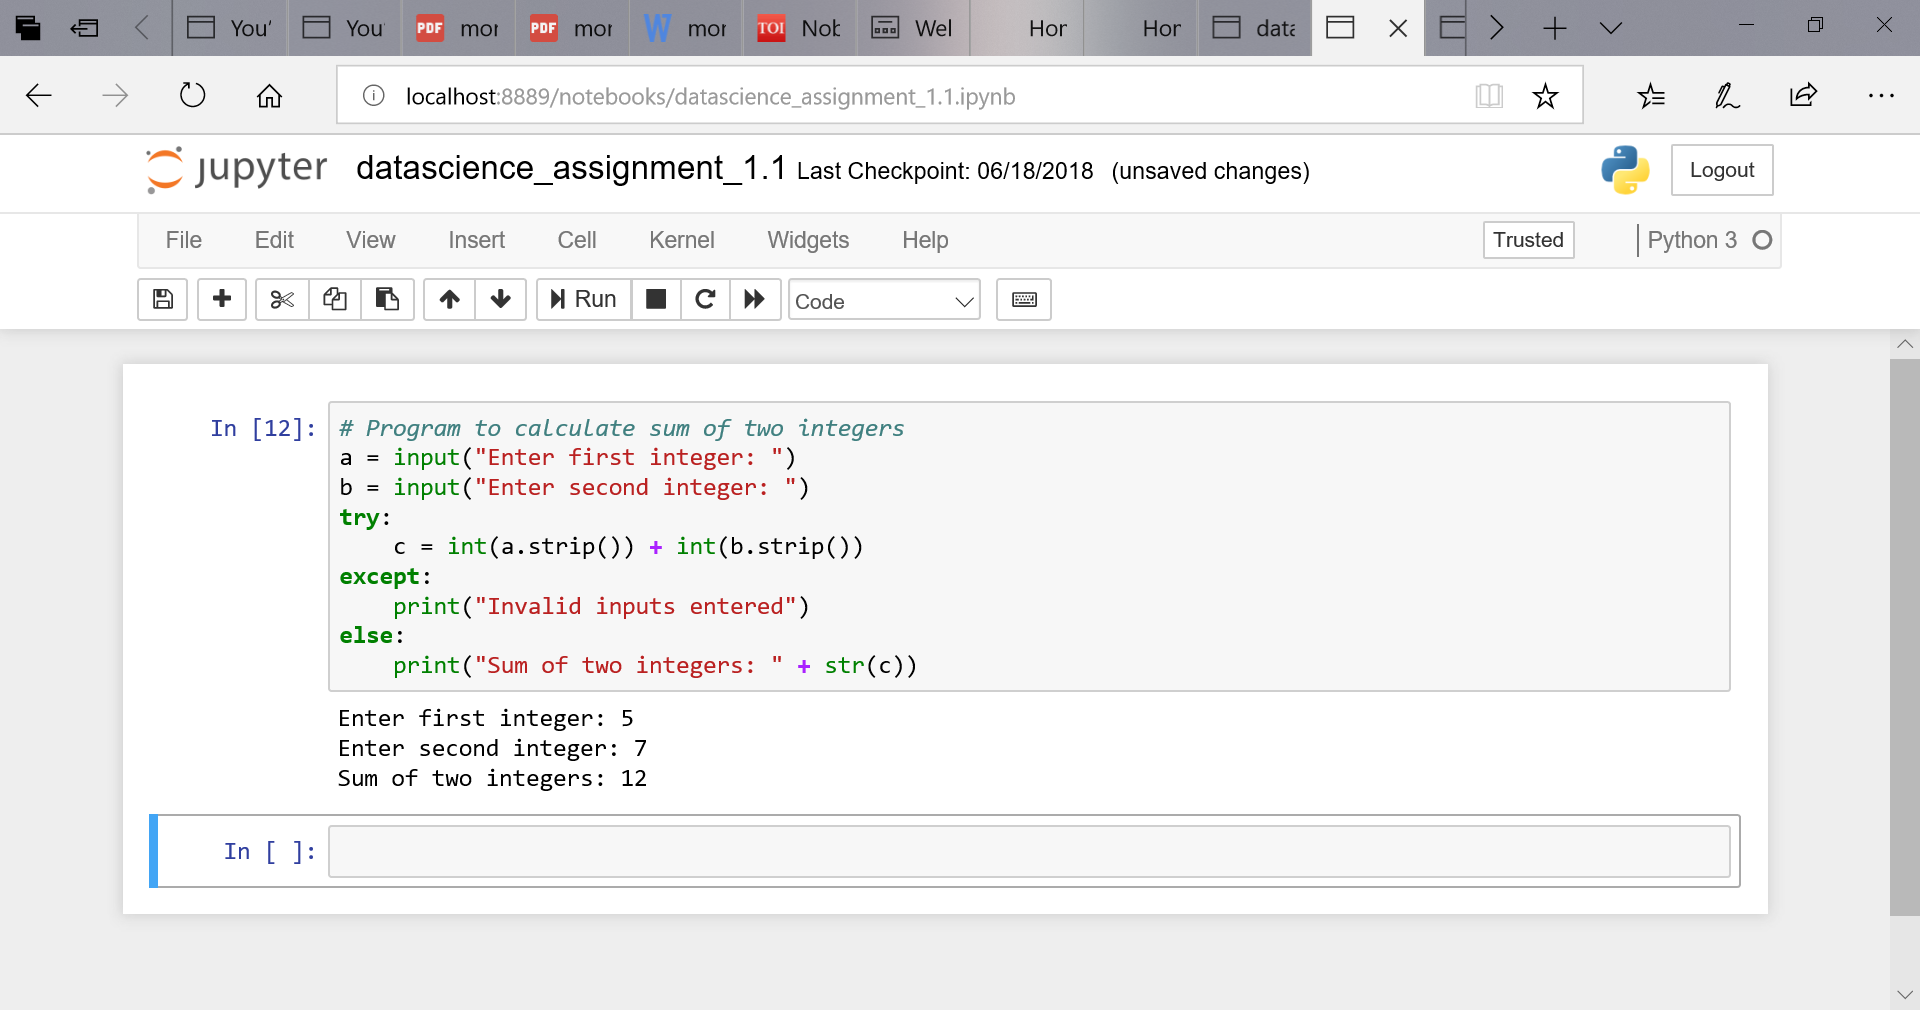 You'
You
PDF mor
PDF mor
W mor
TOI Nob
Wel
Hor
Hor
data
localhost:8889/notebooks/datascience_assignment_1.1.ipynb
jupyter datascience_assignment_1.1 Last Checkpoint: 06/18/2018 (unsaved changes)
Logout
File Edit View Insert Cell Kernel Widgets Help
Trusted
Python 3
Run
Code
In [12]:
# Program to calculate sum of two integers
a = input("Enter first integer: ")
b = input("Enter second integer: ")
try:
    c = int(a.strip()) + int(b.strip())
except:
    print("Invalid inputs entered")
else:
    print("Sum of two integers: " + str(c))
Enter first integer: 5
Enter second integer: 7
Sum of two integers: 12
In [ ]: